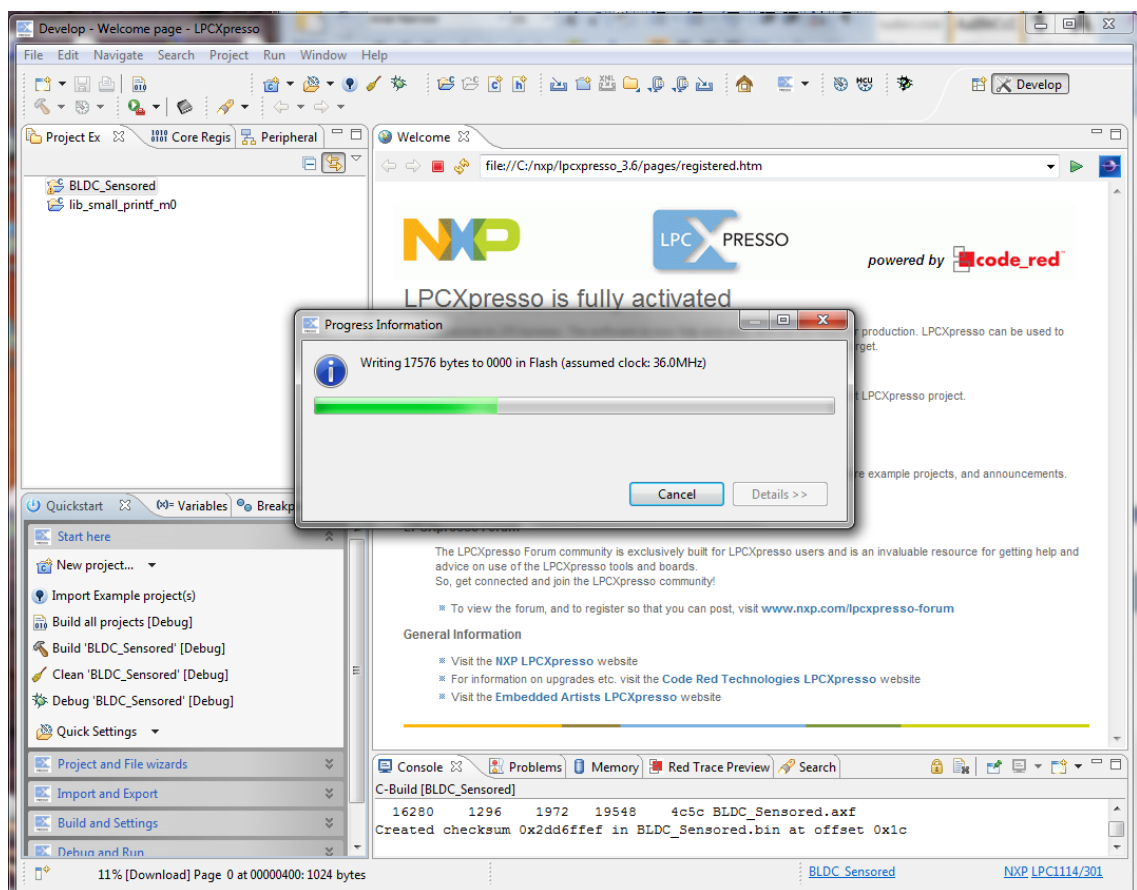 Develop - Welcome page - LPCXpresso
File Edit Navigate Search Project Run Window Help
Develop
Project Ex Core Regis Peripheral
BLDC_Sensored
lib_small_printf_m0
Welcome
file://C:/nxp/lpcxpresso_3.6/pages/registered.htm
NXP LPC PRESSO
powered by code_red
LPCXpresso is fully activated
production. LPCXpresso can be used to
LPCXpresso project.
example projects, and announcements.
Progress Information
Writing 17576 bytes to 0000 in Flash (assumed clock: 36.0MHz)
Cancel Details >>
The LPCXpresso Forum community is exclusively built for LPCXpresso users and is an invaluable resource for getting help and
advice on use of the LPCXpresso tools and boards.
So, get connected and join the LPCXpresso community!
To view the forum, and to register so that you can post, visit www.nxp.com/lpcxpresso-forum
General Information
Visit the NXP LPCXpresso website
For information on upgrades etc. visit the Code Red Technologies LPCXpresso website
Visit the Embedded Artists LPCXpresso website
Quickstart (x)= Variables Breakp
Start here
New project...
Import Example project(s)
Build all projects [Debug]
Build 'BLDC_Sensored' [Debug]
Clean 'BLDC_Sensored' [Debug]
Debug 'BLDC_Sensored' [Debug]
Quick Settings
Project and File wizards
Import and Export
Build and Settings
Debug and Run
Console Problems Memory Red Trace Preview Search
C-Build [BLDC_Sensored]
16280 1296 1972 19548 4c5c BLDC_Sensored.axf
Created checksum 0x2dd6ffef in BLDC_Sensored.bin at offset 0x1c
11% [Download] Page 0 at 00000400: 1024 bytes
BLDC_Sensored
NXP LPC1114/301